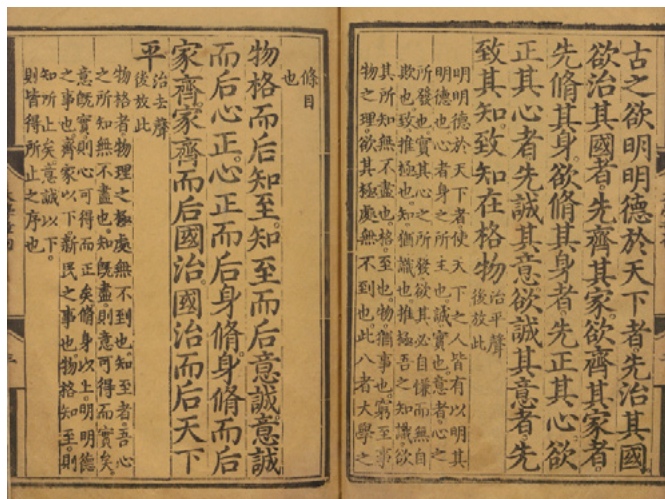 古之欲明明德於天下者先治其國
欲治其國者。先齊其家。欲齊其家者。
先脩其身。欲脩其身者。先正其心。欲
正其心者。先誠其意。欲誠其意者。先
致其知。致知在格物
治平聲
後放此
明明德於天下者使天下之人皆有以明其
明德也。心者身之所主也。誠實也。意者心之
所發也。實其心之所發。欲其必自慊而無自
欺也。致推極也。知猶識也。推極吾之知識。欲
其所知無不盡也。格至也。物猶事也。窮至事
物之理。欲其極處無不到也。此八者大學之
條目
也
物格而后知至。知至而后意誠。意誠
而后心正。心正而后身脩。身脩而后
家齊。家齊而后國治。國治而后天下
平
治去聲
後放此
物格者物理之極處無不到也。知至者。吾心
之所知無不盡也。知既盡則意可得而實矣。
意既實則心可得而正矣。脩身以上。明明德
之事也。齊家以下。新民之事也。物格知至。則
知所止矣。意誠以下。
則皆得所止之序也。